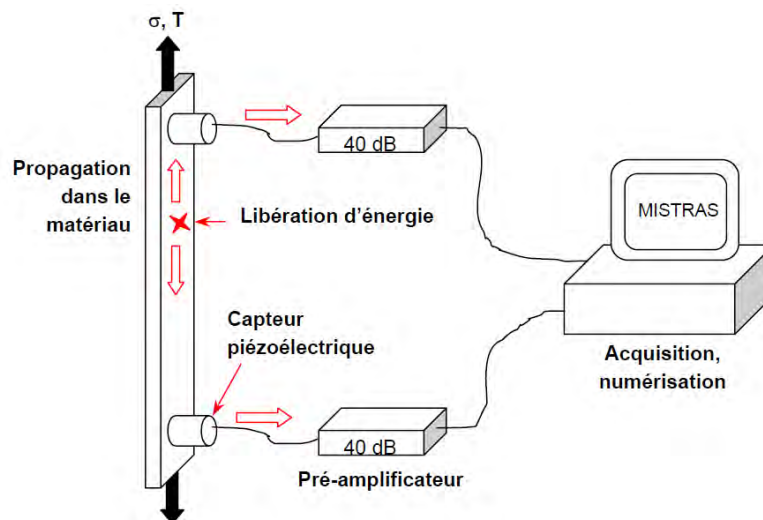 σ, T
40 dB
Propagation
dans le
matériau
Libération d'énergie
MISTRAS
Capteur
piézoélectrique
Acquisition,
numérisation
40 dB
Pré-amplificateur